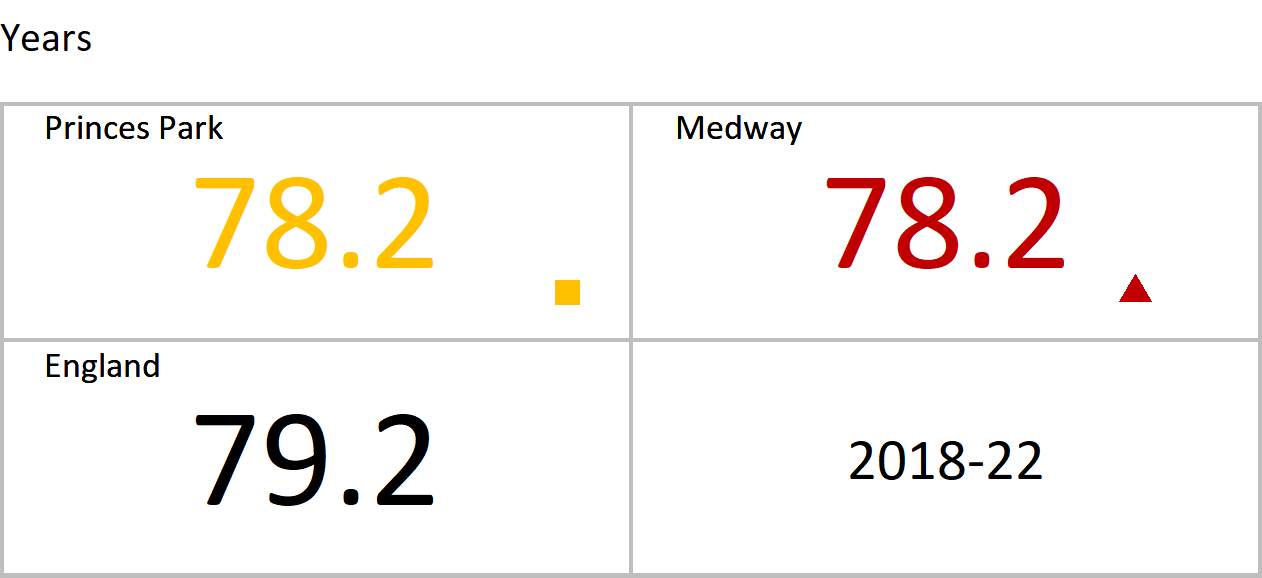 Years
Princes Park
78.2
Medway
78.2
England
79.2
2018-22